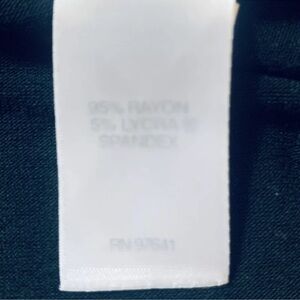 95% RAYON
5% LYCRA ®
SPANDEX
RN 97641